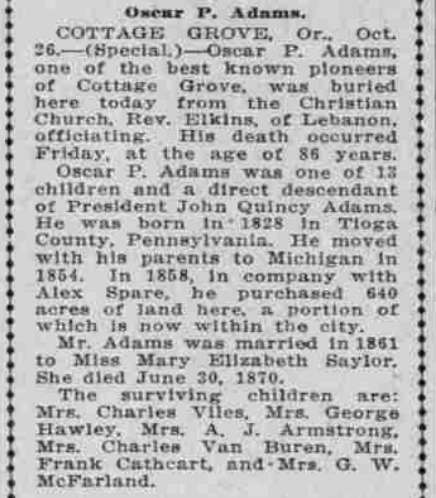 Oscar P. Adams.
COTTAGE GROVE, Or., Oct.
26.—(Special.)—Oscar P. Adams,
one of the best known pioneers
of Cottage Grove, was buried
here today from the Christian
Church, Rev. Elkins, of Lebanon,
officiating. His death occurred
Friday, at the age of 86 years.
Oscar P. Adams was one of 13
children and a direct descendant
of President John Quincy Adams.
He was born in 1828 in Tioga
County, Pennsylvania. He moved
with his parents to Michigan in
1854. In 1858, in company with
Alex Spare, he purchased 640
acres of land here, a portion of
which is now within the city.
Mr. Adams was married in 1861
to Miss Mary Elizabeth Saylor.
She died June 30, 1870.
The surviving children are:
Mrs. Charles Viles, Mrs. George
Hawley, Mrs. A. J. Armstrong,
Mrs. Charles Van Buren, Mrs.
Frank Cathcart, and Mrs. G. W.
McFarland.